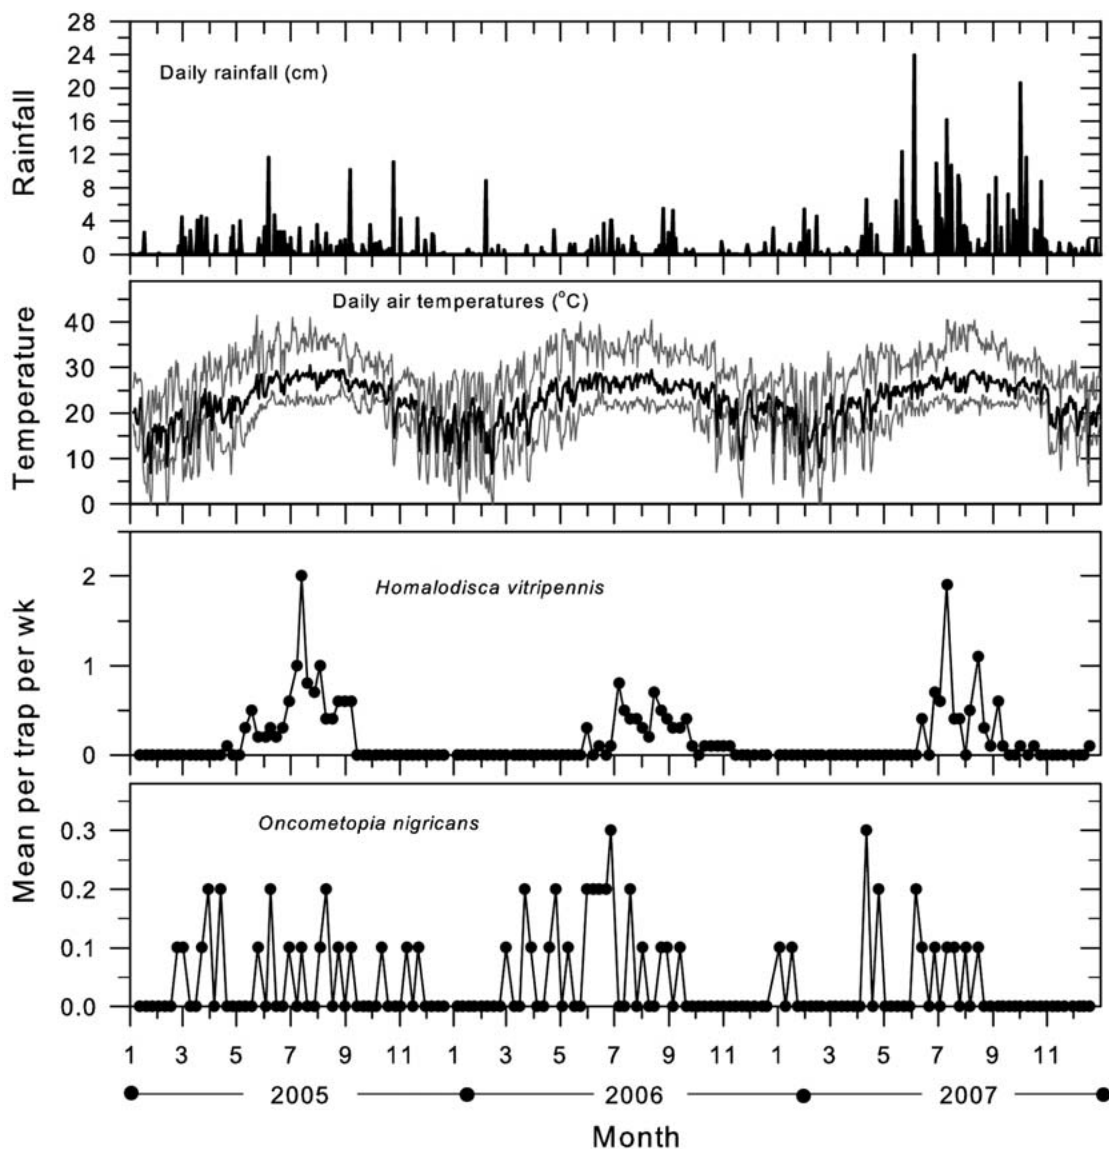 Rainfall
28
24
20
16
12
8
4
0
Daily rainfall (cm)
Temperature
40
30
20
10
0
Daily air temperatures (°C)
Mean per trap per wk
2
1
0
Homalodisca vitripennis
0.3
0.2
0.1
0.0
Oncometopia nigricans
1 3 5 7 9 11 1 3 5 7 9 11 1 3 5 7 9 11
2005 2006 2007
Month